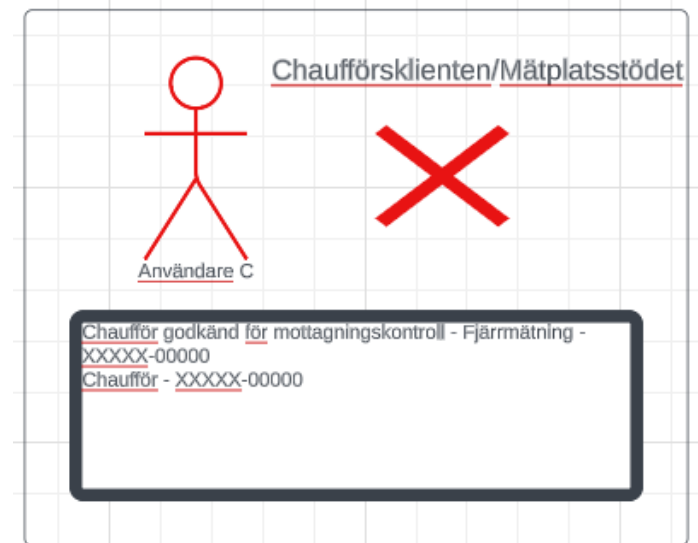 Chaufförsklienten/Mätplatsstödet
Användare C
Chaufför godkänd för mottagningskontroll - Fjärrmätning -
XXXXX-00000
Chaufför - XXXXX-00000